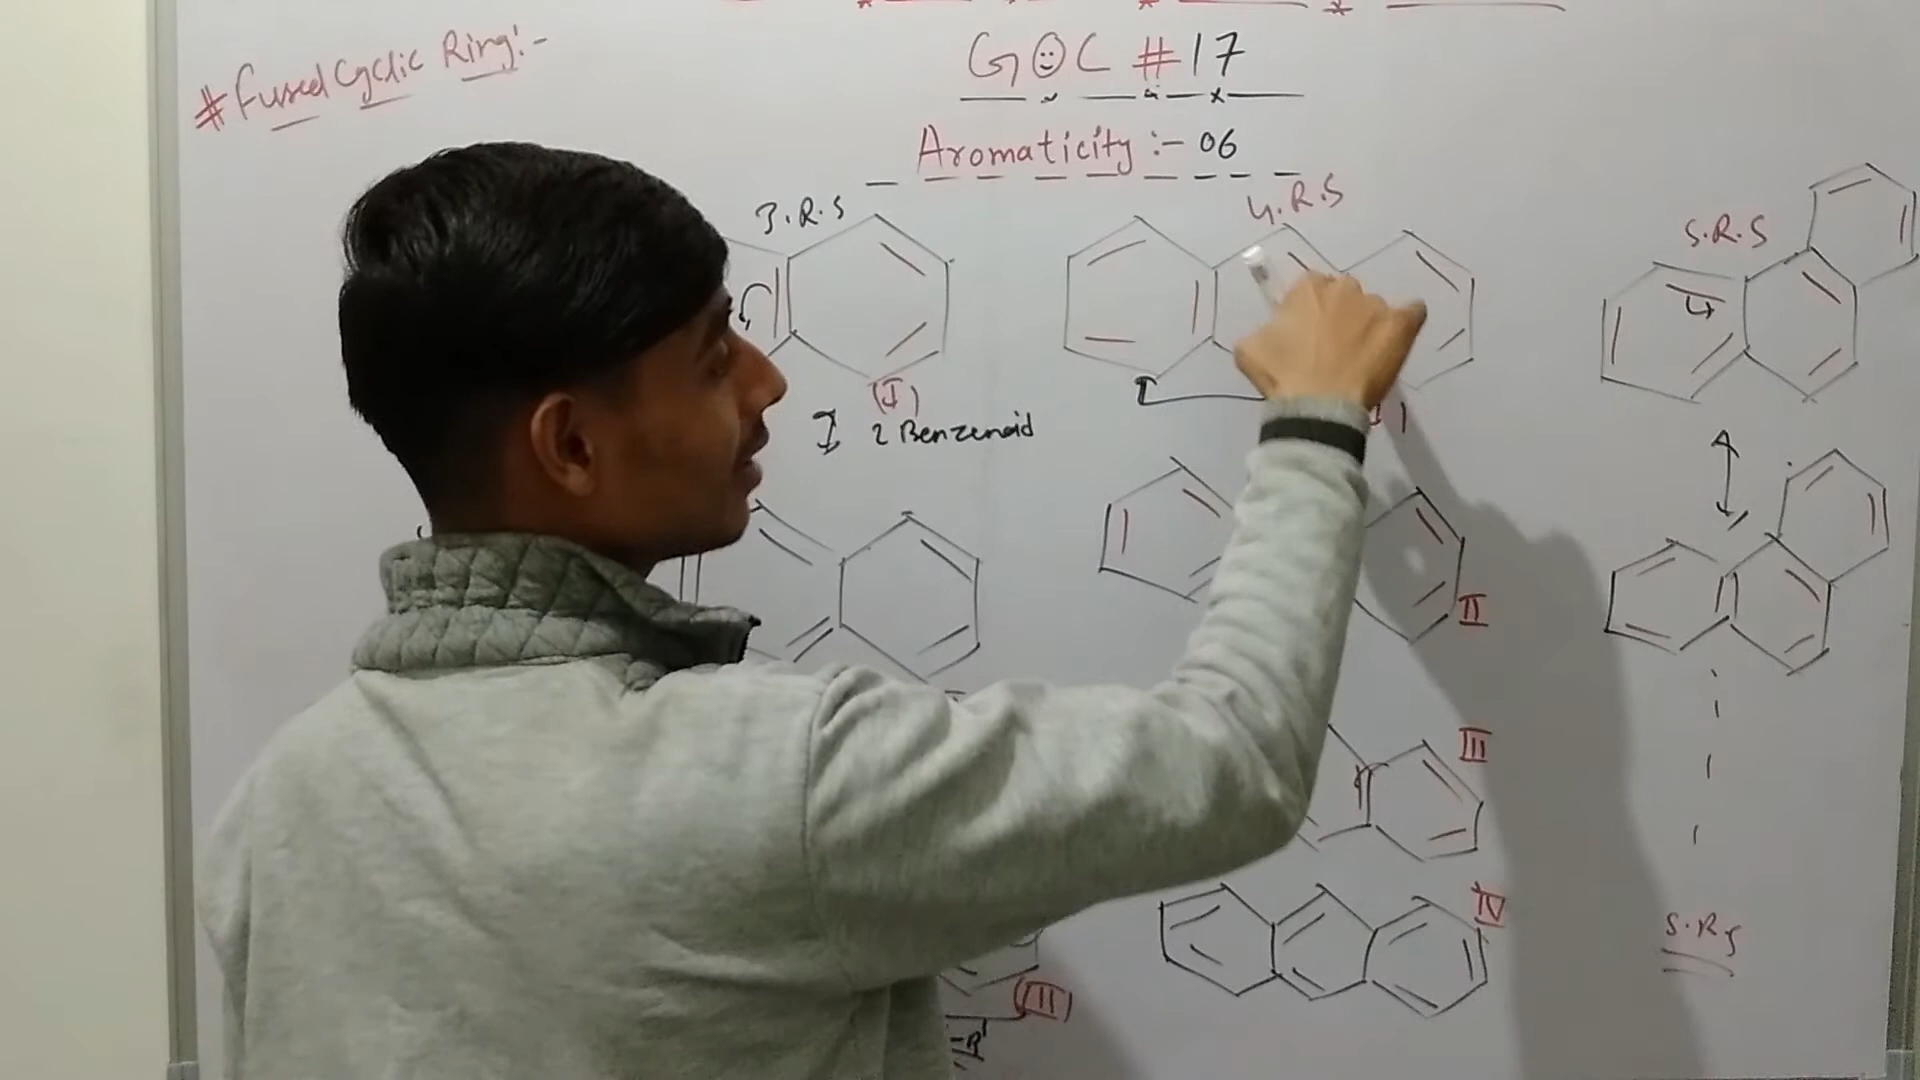 #Fused Cyclic Ring:-
GOC #17
Aromaticity :- 06
3.R.S
4.R.S
5.R.S
(I)
I 2 Benzenoid
II
III
IV
5.R.S
(III)